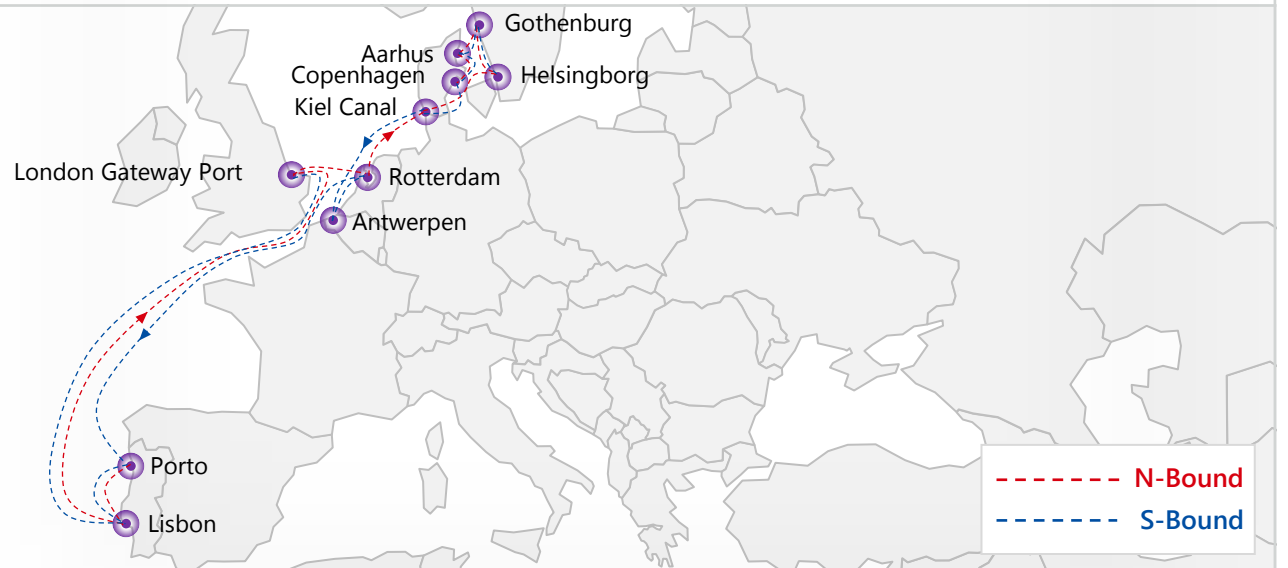 Gothenburg
Aarhus
Copenhagen
Helsingborg
Kiel Canal
London Gateway Port
Rotterdam
Antwerpen
Porto
Lisbon
N-Bound
S-Bound